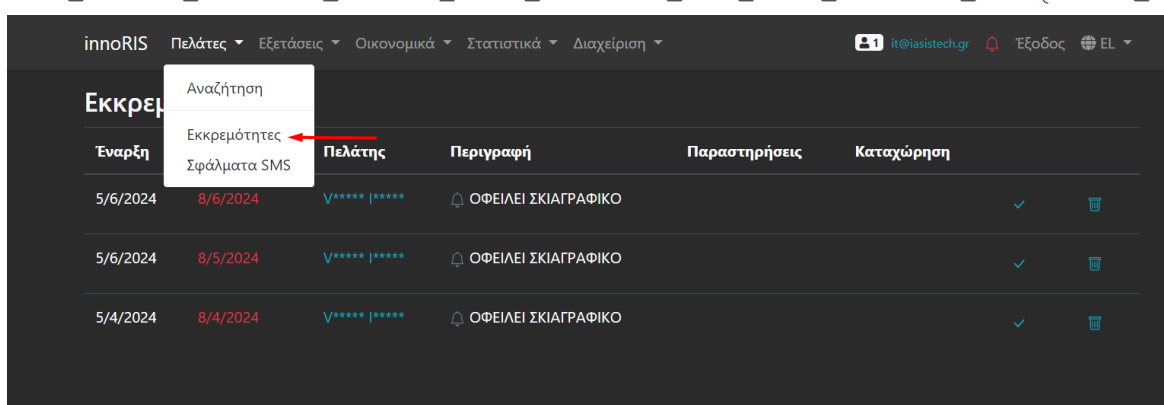 innoRIS Πελάτες Εξετάσεις Οικονομικά Στατιστικά Διαχείριση 1 it@iasistech.gr Έξοδος EL
Αναζήτηση
Εκκρεμότητες
Σφάλματα SMS
Έναρξη Πελάτης Περιγραφή Παραστηρήσεις Καταχώρηση
5/6/2024 8/6/2024 V***** I***** ΟΦΕΙΛΕΙ ΣΚΙΑΓΡΑΦΙΚΟ
5/6/2024 8/5/2024 V***** I***** ΟΦΕΙΛΕΙ ΣΚΙΑΓΡΑΦΙΚΟ
5/4/2024 8/4/2024 V***** I***** ΟΦΕΙΛΕΙ ΣΚΙΑΓΡΑΦΙΚΟ